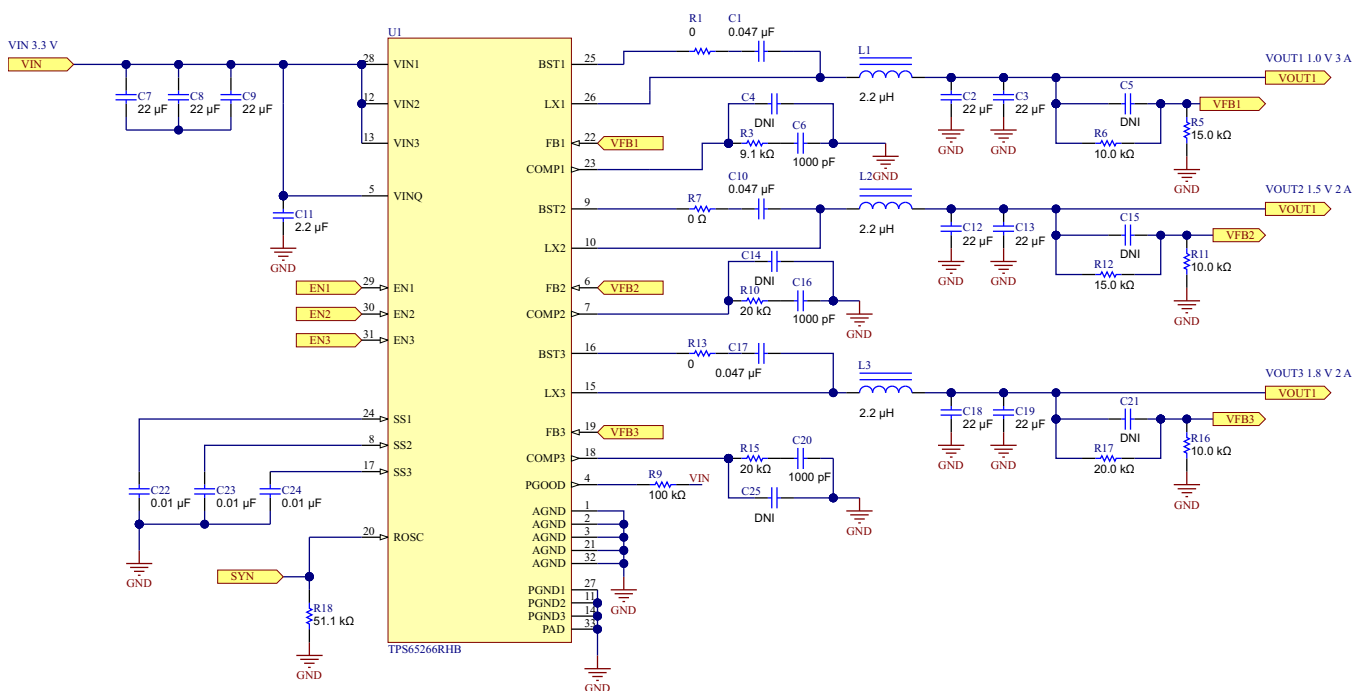 VIN 3.3 V
VIN
C7
22 µF
C8
22 µF
C9
22 µF
C11
2.2 µF
GND
EN1
EN2
EN3
C22
0.01 µF
C23
0.01 µF
C24
0.01 µF
GND
SYN
R18
51.1 kΩ
GND
U1
28 VIN1
12 VIN2
13 VIN3
5 VINQ
29 EN1
30 EN2
31 EN3
24 SS1
8 SS2
17 SS3
20 ROSC
BST1 25
LX1 26
FB1 22
COMP1 23
BST2 9
LX2 10
FB2 6
COMP2 7
BST3 16
LX3 15
FB3 19
COMP3 18
PGOOD 4
AGND 1
AGND 2
AGND 3
AGND 21
AGND 32
PGND1 27
PGND2 11
PGND3 14
PAD 33
TPS65266RHB
GND
GND
R1
0
C1
0.047 µF
L1
2.2 µH
VFB1
C4
DNI
R3
9.1 kΩ
C6
1000 pF
GND
C2
22 µF
GND
C3
22 µF
GND
C5
DNI
R6
10.0 kΩ
VOUT1 1.0 V 3 A
VOUT1
VFB1
R5
15.0 kΩ
GND
R7
0 Ω
C10
0.047 µF
L2
2.2 µH
VFB2
C14
DNI
R10
20 kΩ
C16
1000 pF
GND
C12
22 µF
GND
C13
22 µF
GND
C15
DNI
R12
15.0 kΩ
VOUT2 1.5 V 2 A
VOUT1
VFB2
R11
10.0 kΩ
GND
R13
0
C17
0.047 µF
L3
2.2 µH
VFB3
R15
20 kΩ
C20
1000 pF
C25
DNI
GND
R9
100 kΩ
VIN
C18
22 µF
GND
C19
22 µF
GND
C21
DNI
R17
20.0 kΩ
VOUT3 1.8 V 2 A
VOUT1
VFB3
R16
10.0 kΩ
GND